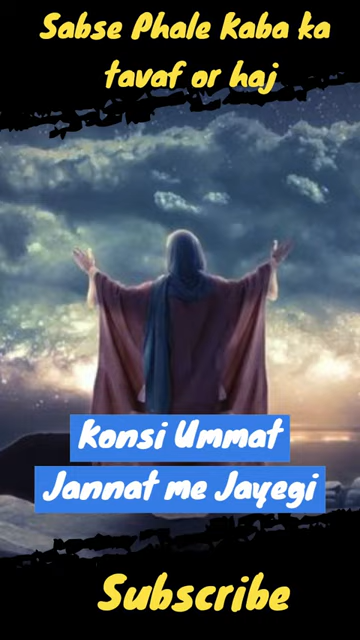 Sabse Phale Kaba ka
tavaf or haj
Konsi Ummat
Jannat me Jayegi
Subscribe